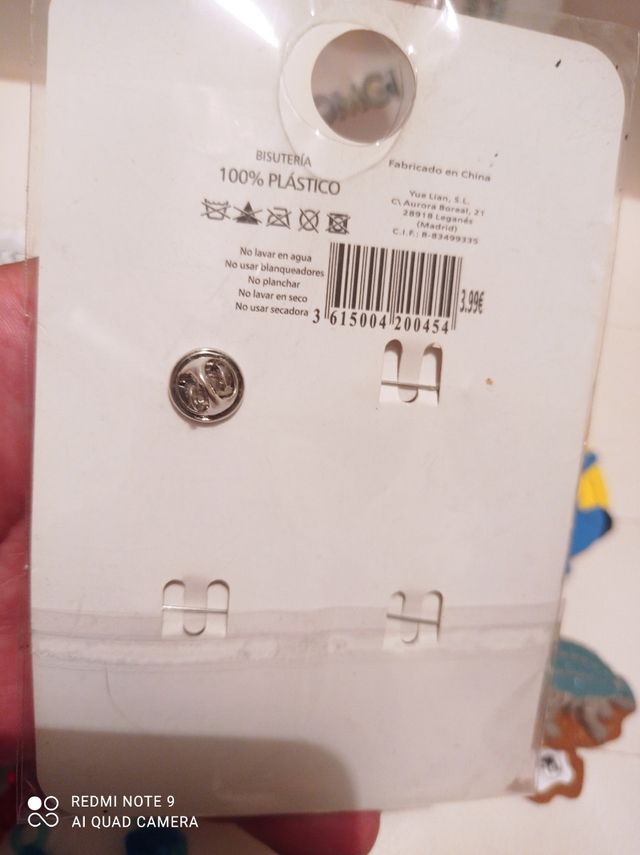 BISUTERÍA
100% PLÁSTICO
Fabricado en China
Yue Lian, S.L.
C\ Aurora Boreal, 21
28918 Leganés
(Madrid)
C.I.F.: B-83499335
No lavar en agua
No usar blanqueadores
No planchar
No lavar en seco
No usar secadora
3 615004 200454
3.99€
REDMI NOTE 9
AI QUAD CAMERA